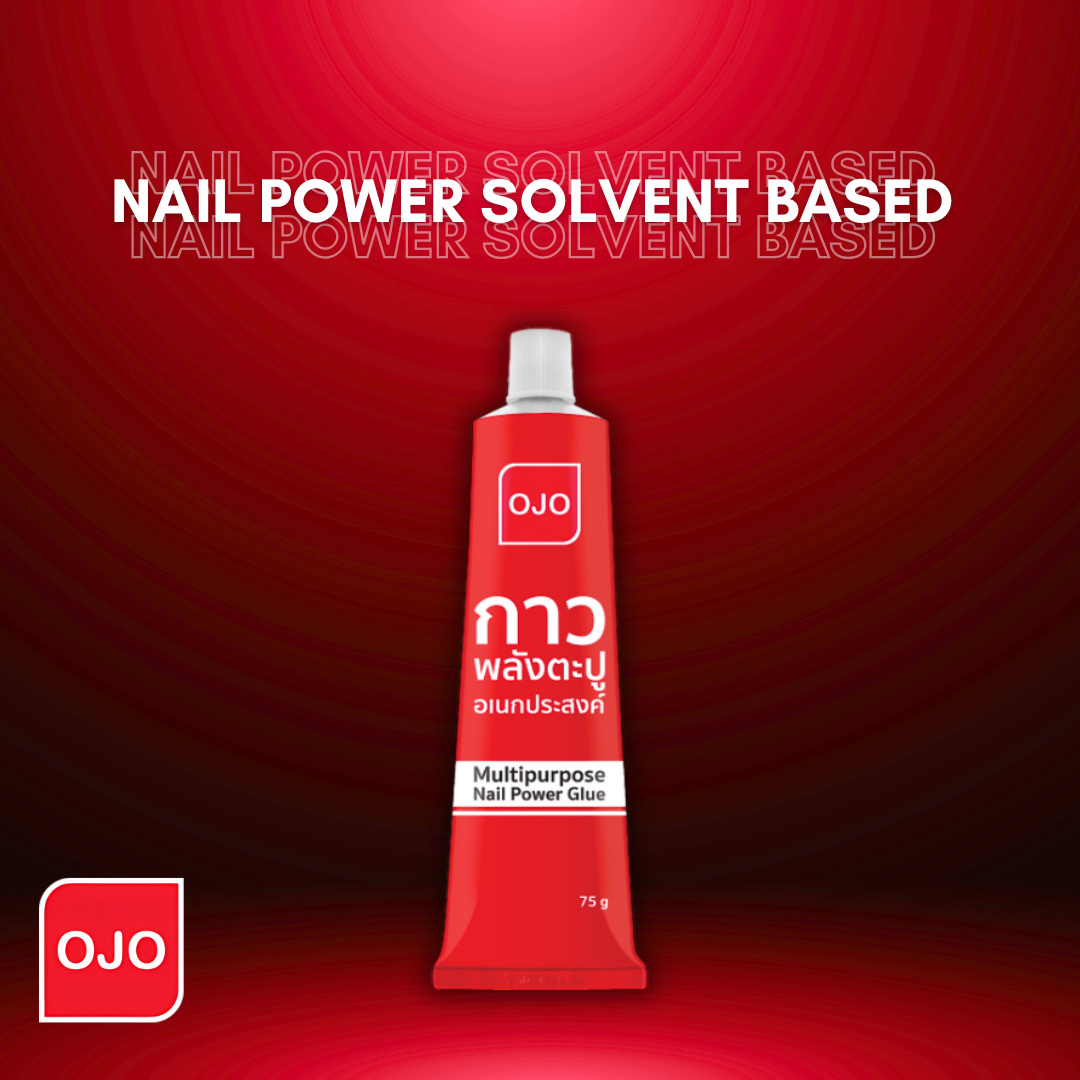 NAIL POWER SOLVENT BASED
NAIL POWER SOLVENT BASED
NAIL POWER SOLVENT BASED
OJO
กาว
พลังตะปู
อเนกประสงค์
Multipurpose
Nail Power Glue
75 g
OJO